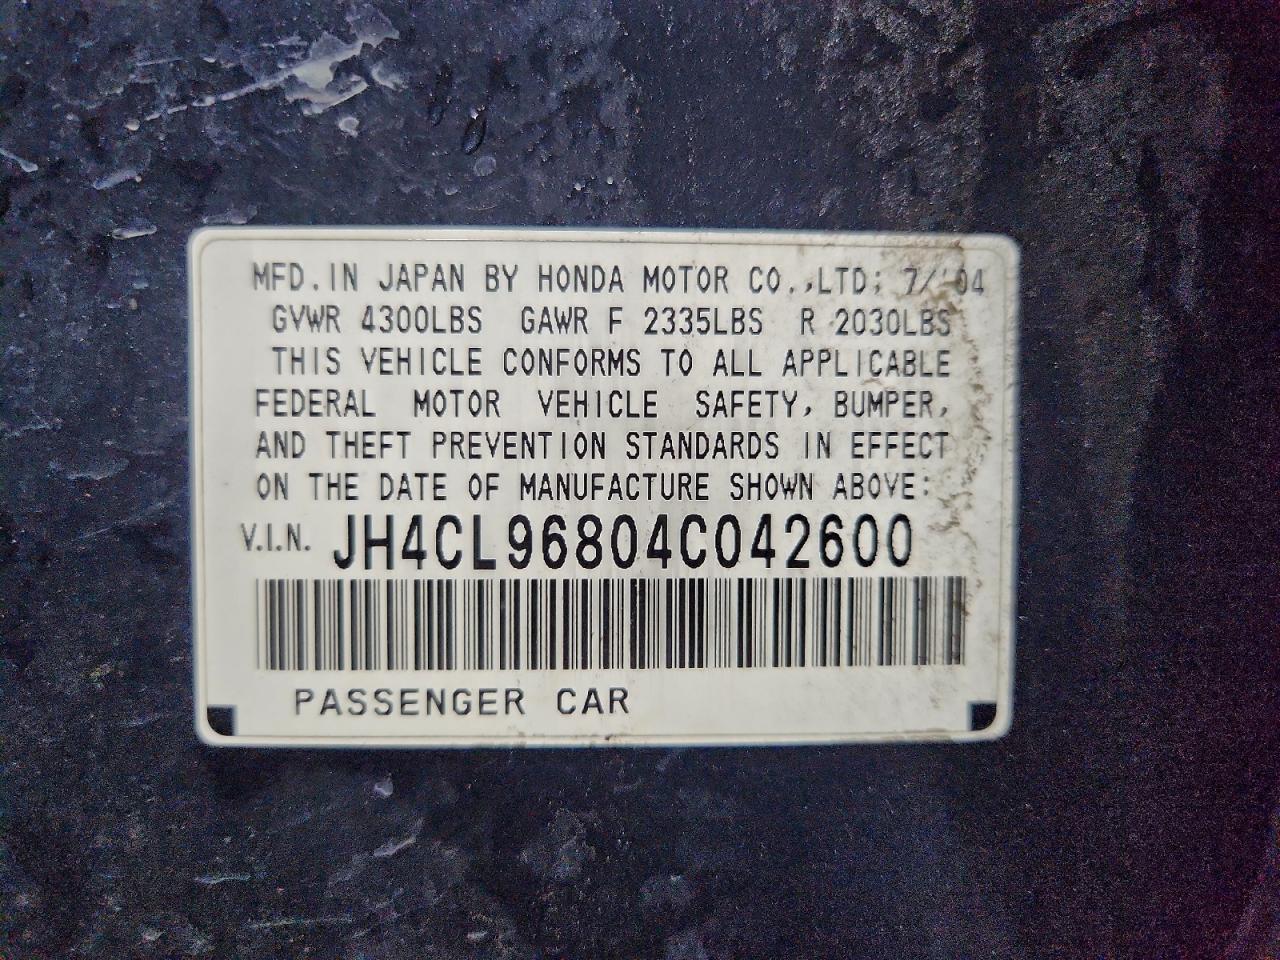 MFD. IN JAPAN BY HONDA MOTOR CO., LTD; 7/'04
GVWR 4300LBS GAWR F 2335LBS R 2030LBS
THIS VEHICLE CONFORMS TO ALL APPLICABLE
FEDERAL MOTOR VEHICLE SAFETY, BUMPER,
AND THEFT PREVENTION STANDARDS IN EFFECT
ON THE DATE OF MANUFACTURE SHOWN ABOVE:
V.I.N. JH4CL96804C042600
PASSENGER CAR